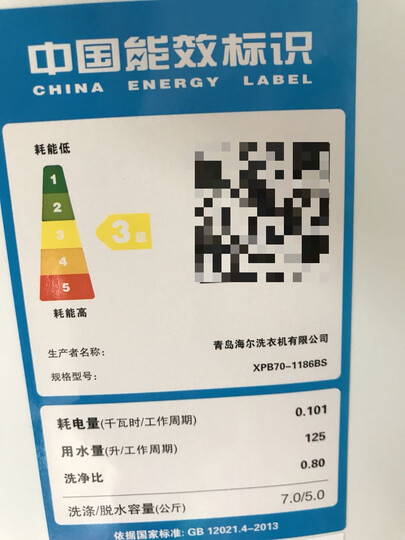 中国能效标识
CHINA ENERGY LABEL
耗能低
1
2
3
3级
4
5
耗能高
生产者名称: 青岛海尔洗衣机有限公司
规格型号: XPB70-1186BS
耗电量(千瓦时/工作周期) 0.101
用水量(升/工作周期) 125
洗净比 0.80
洗涤/脱水容量(公斤) 7.0/5.0
依据国家标准: GB 12021.4-2013